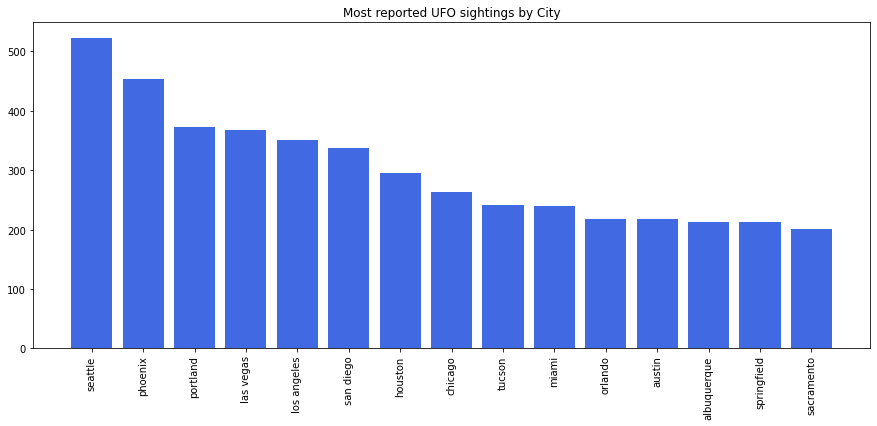 Most reported UFO sightings by City
500
400
300
200
100
0
seattle
phoenix
portland
las vegas
los angeles
san diego
houston
chicago
tucson
miami
orlando
austin
albuquerque
springfield
sacramento